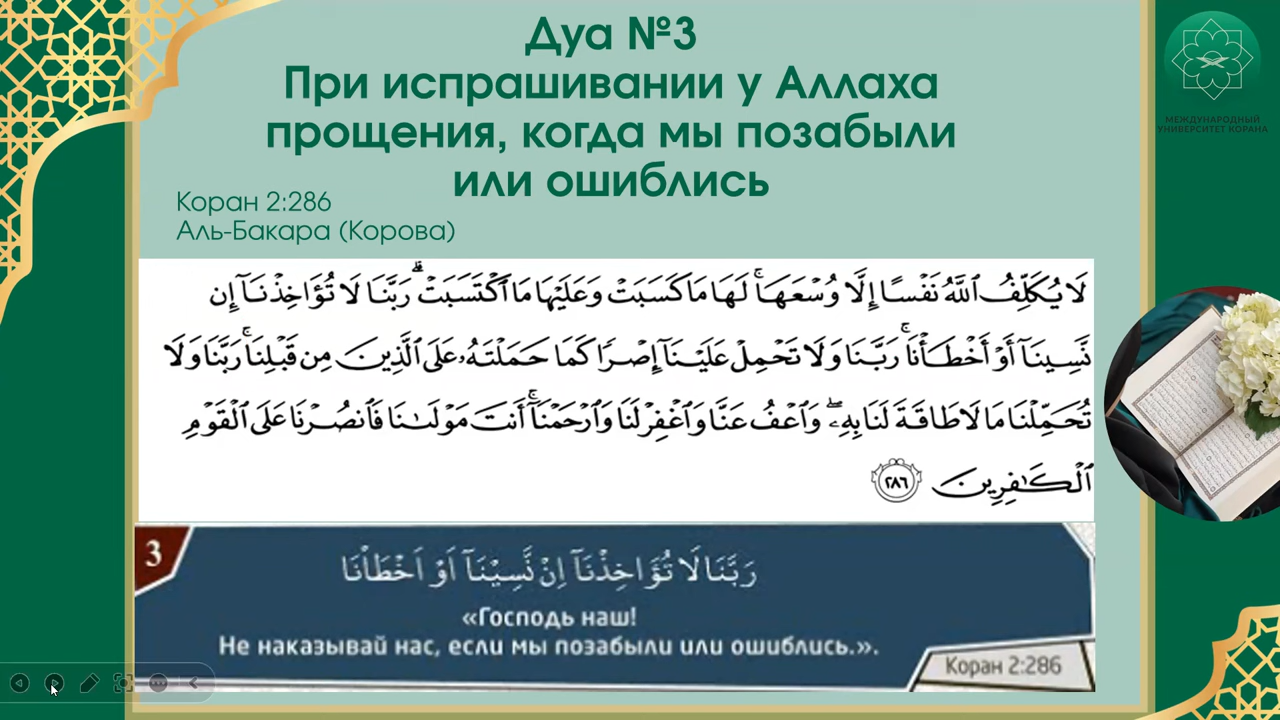 Дуа №3
При испрашивании у Аллаха
прощения, когда мы позабыли
или ошиблись
МЕЖДУНАРОДНЫЙ
УНИВЕРСИТЕТ КОРАНА
Коран 2:286
Аль-Бакара (Корова)
لَا يُكَلِّفُ ٱللَّهُ نَفْسًا إِلَّا وُسْعَهَاۚ لَهَا مَا كَسَبَتْ وَعَلَيْهَا مَا ٱكْتَسَبَتْۗ رَبَّنَا لَا تُؤَاخِذْنَآ إِن
نَّسِينَآ أَوْ أَخْطَأْنَاۚ رَبَّنَا وَلَا تَحْمِلْ عَلَيْنَآ إِصْرًا كَمَا حَمَلْتَهُۥ عَلَى ٱلَّذِينَ مِن قَبْلِنَاۚ رَبَّنَا وَلَا
تُحَمِّلْنَا مَا لَا طَاقَةَ لَنَا بِهِۦۖ وَٱعْفُ عَنَّا وَٱغْفِرْ لَنَا وَٱرْحَمْنَآۚ أَنتَ مَوْلَىٰنَا فَٱنصُرْنَا عَلَى ٱلْقَوْمِ
ٱلْكَـٰفِرِينَ ٢٨٦
3
رَبَّنَا لَا تُؤَاخِذْنَآ اِنْ نَّسِيْنَآ اَوْ اَخْطَاْنَا
«Господь наш!
Не наказывай нас, если мы позабыли или ошиблись.».
Коран 2:286